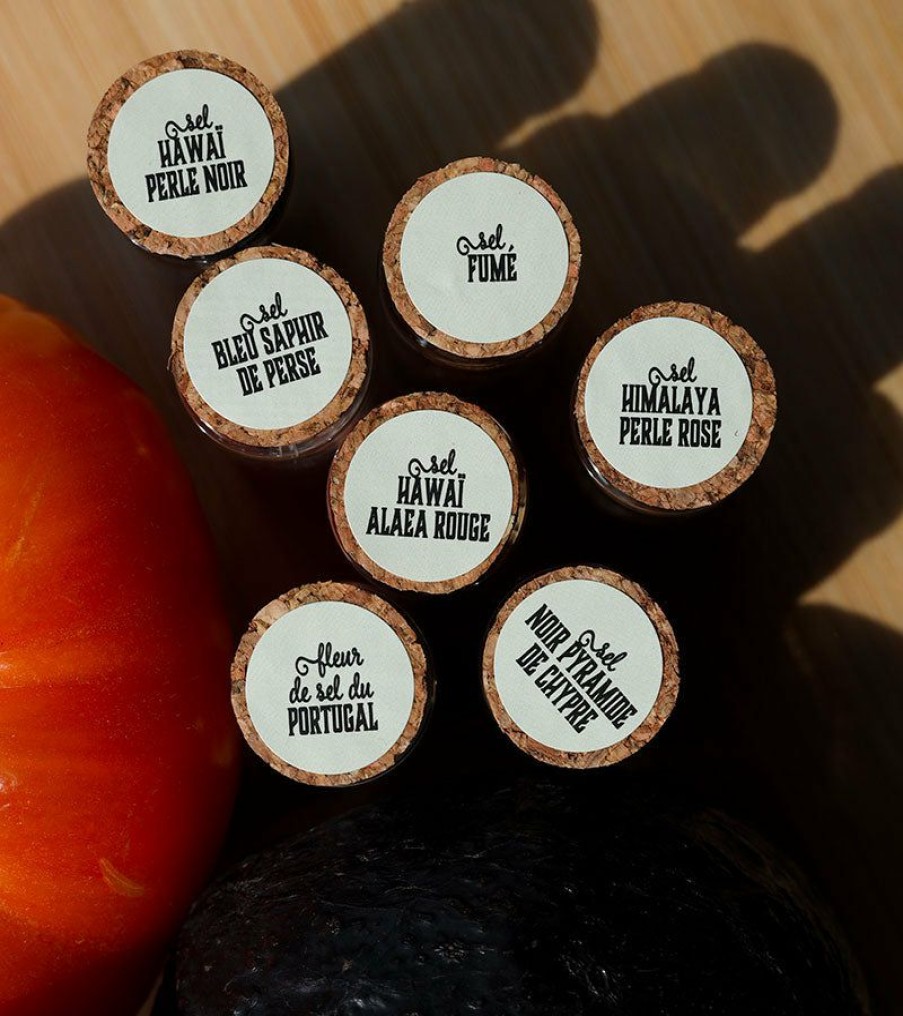 sel
HAWAÏ
PERLE NOIR
sel
FUMÉ
sel
BLEU SAPHIR
DE PERSE
sel
HIMALAYA
PERLE ROSE
sel
HAWAÏ
ALAEA ROUGE
fleur
de sel du
PORTUGAL
sel
NOIR PYRAMIDE
DE CHYPRE